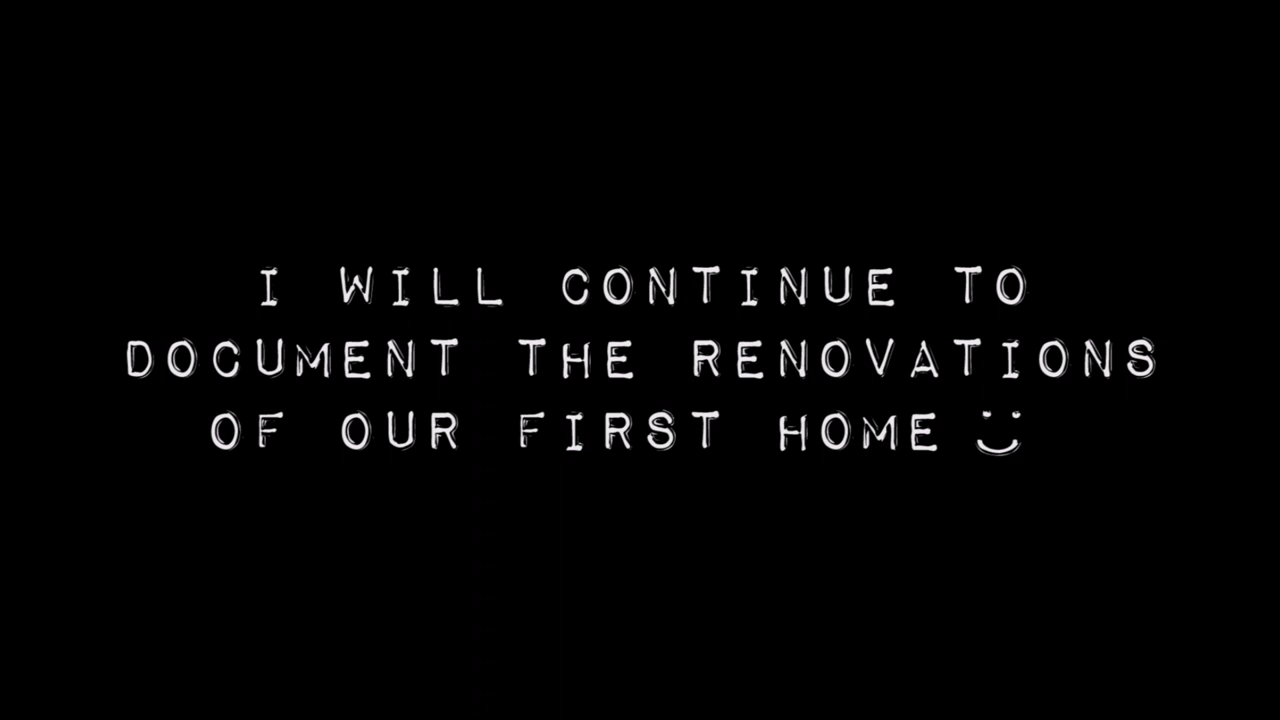 I WILL CONTINUE TO
DOCUMENT THE RENOVATIONS
OF OUR FIRST HOME :)